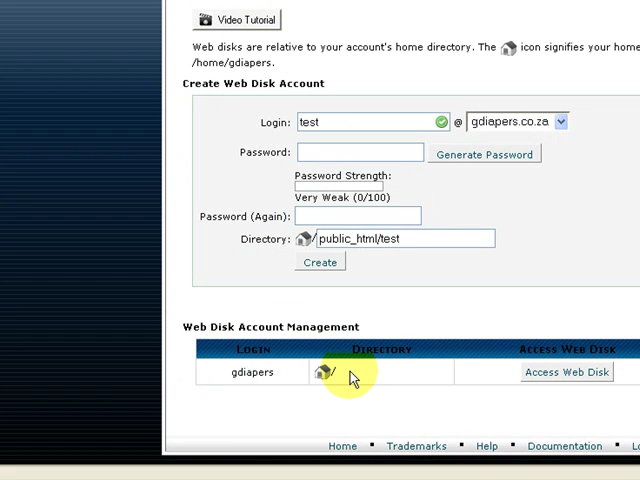 Video Tutorial
Web disks are relative to your account's home directory. The icon signifies your home
/home/gdiapers.
Create Web Disk Account
Login: test @ gdiapers.co.za
Password: Generate Password
Password Strength:
Very Weak (0/100)
Password (Again):
Directory: / public_html/test
Create
Web Disk Account Management
LOGIN DIRECTORY ACCESS WEB DISK
gdiapers / Access Web Disk
Home ▪ Trademarks ▪ Help ▪ Documentation ▪ Lo